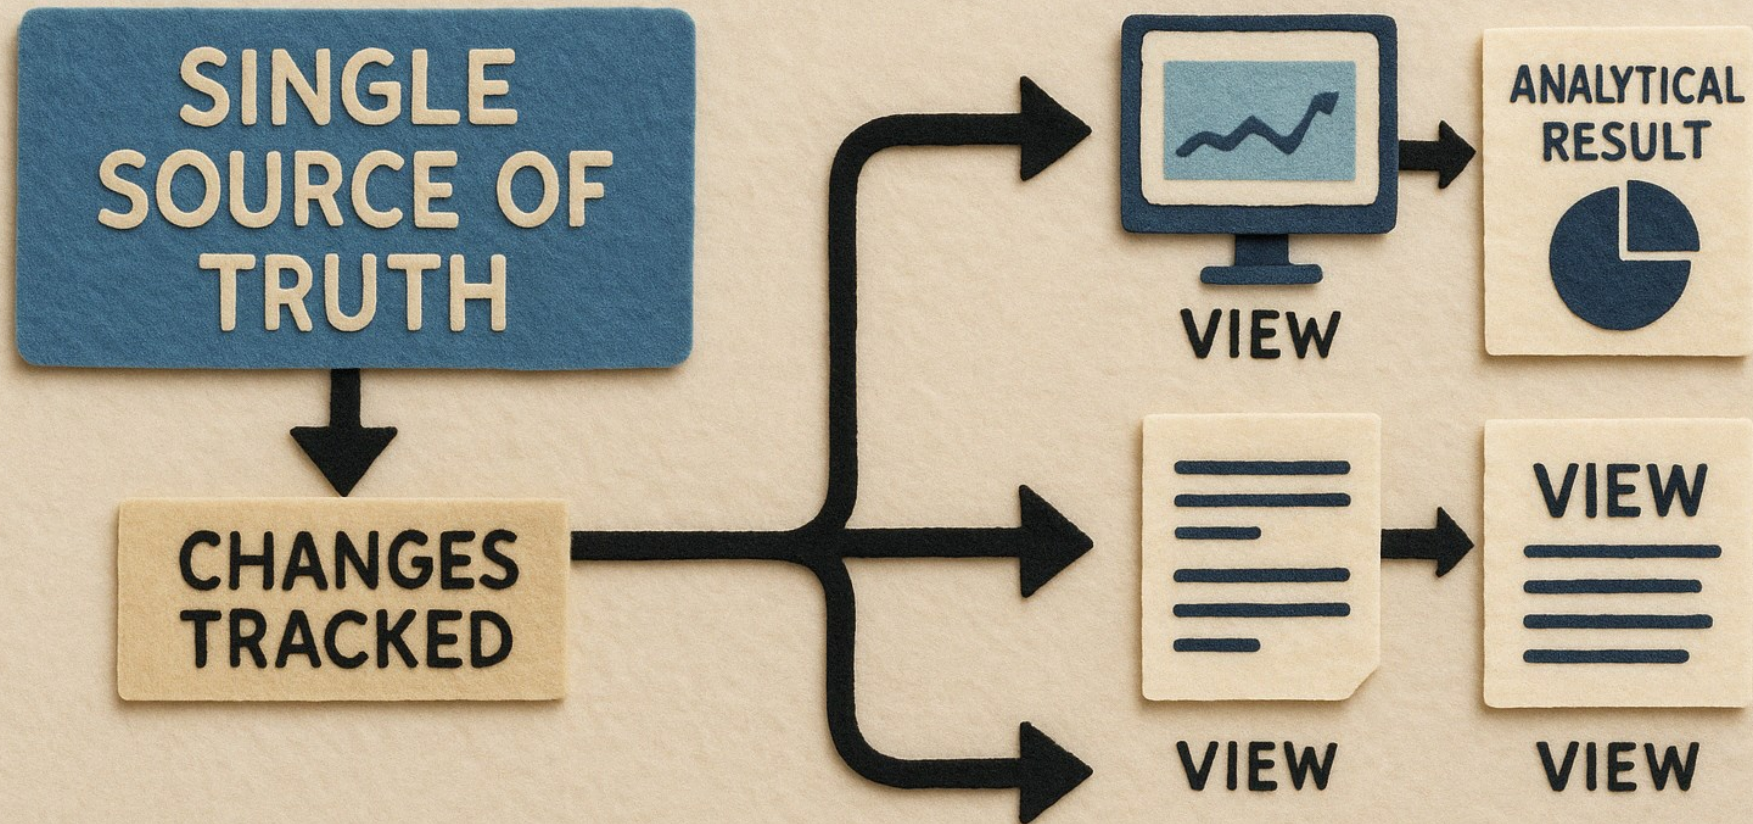 SINGLE
SOURCE OF
TRUTH
CHANGES
TRACKED
VIEW
ANALYTICAL
RESULT
VIEW
VIEW
VIEW